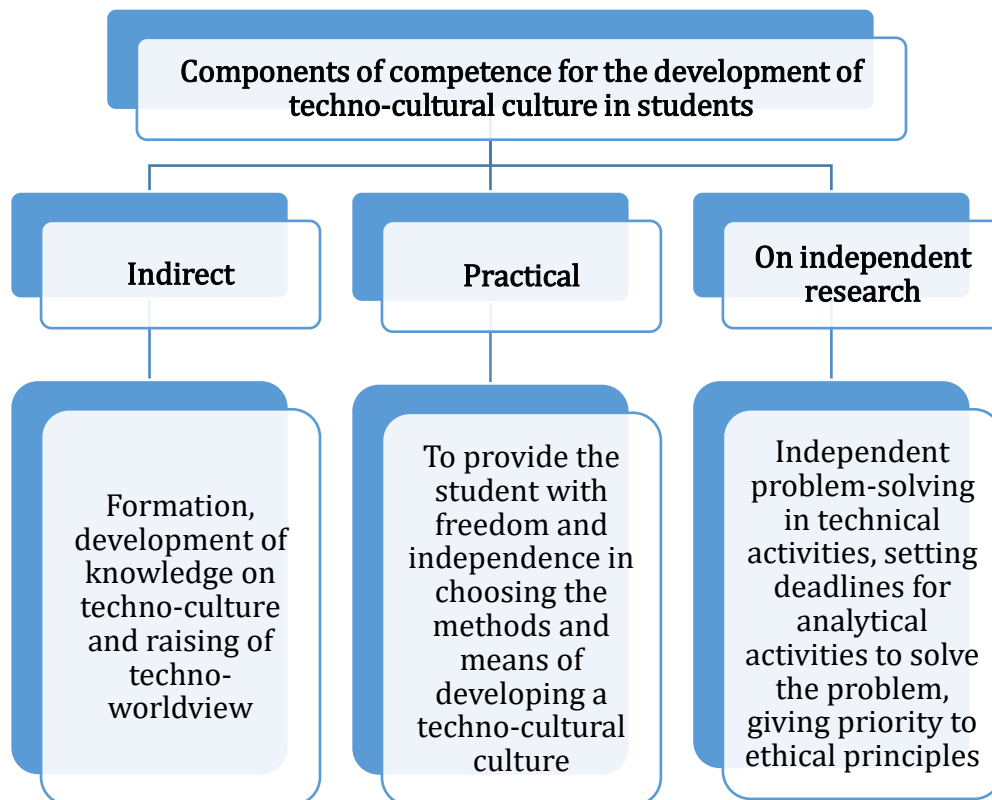 Components of competence for the development of
techno-cultural culture in students
Indirect
Practical
On independent
research
Formation,
development of
knowledge on
techno-culture
and raising of
techno-
worldview
To provide the
student with
freedom and
independence in
choosing the
methods and
means of
developing a
techno-cultural
culture
Independent
problem-solving
in technical
activities, setting
deadlines for
analytical
activities to solve
the problem,
giving priority to
ethical principles